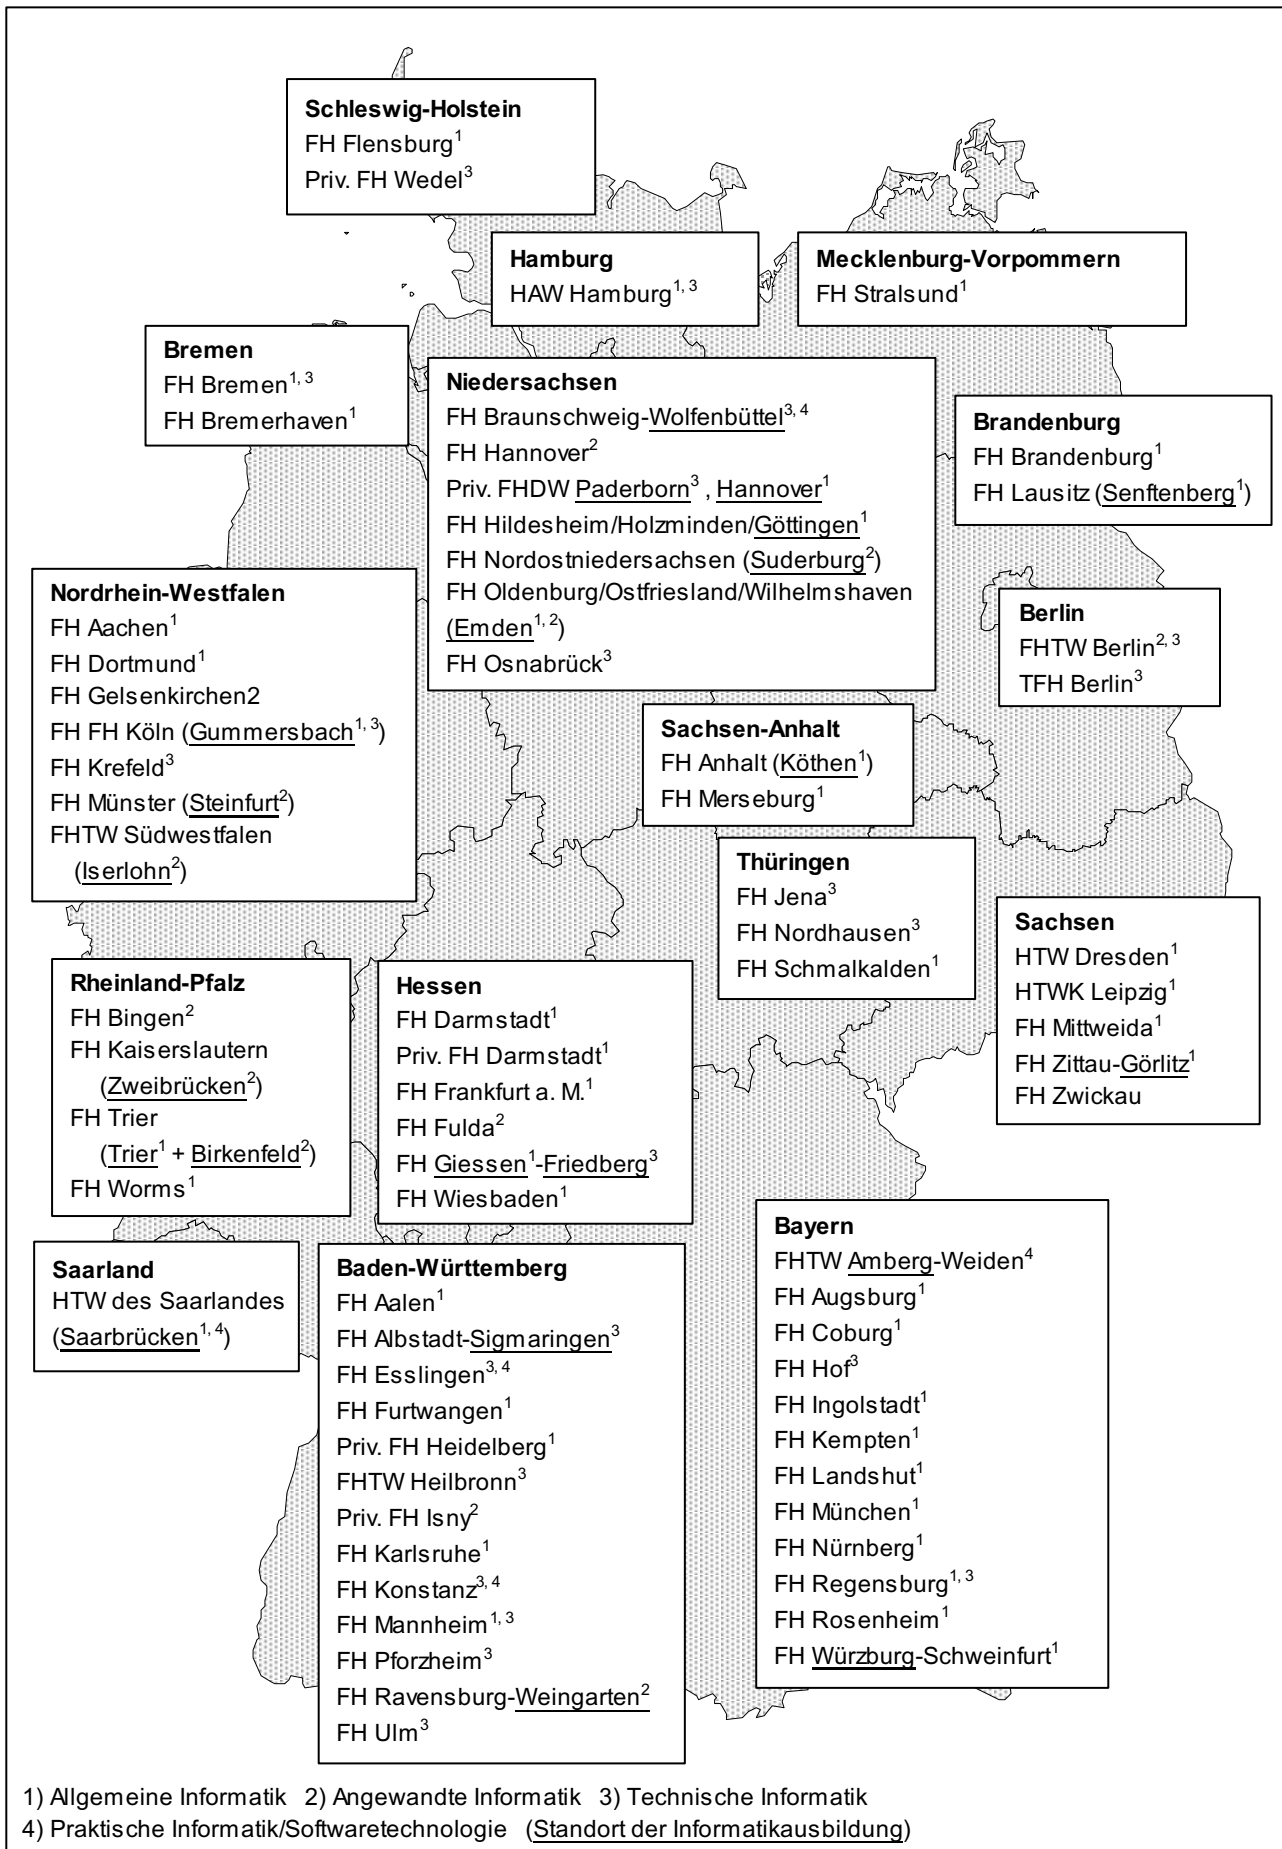 Schleswig-Holstein
FH Flensburg¹
Priv. FH Wedel³
Hamburg
HAW Hamburg¹, ³
Mecklenburg-Vorpommern
FH Stralsund¹
Bremen
FH Bremen¹, ³
FH Bremerhaven¹
Niedersachsen
FH Braunschweig-Wolfenbüttel³, ⁴
FH Hannover²
Priv. FHDW Paderborn³ , Hannover¹
FH Hildesheim/Holzminden/Göttingen¹
FH Nordostniedersachsen (Suderburg²)
FH Oldenburg/Ostfriesland/Wilhelmshaven
(Emden¹, ²)
FH Osnabrück³
Brandenburg
FH Brandenburg¹
FH Lausitz (Senftenberg¹)
Nordrhein-Westfalen
FH Aachen¹
FH Dortmund¹
FH Gelsenkirchen2
FH FH Köln (Gummersbach¹, ³)
FH Krefeld³
FH Münster (Steinfurt²)
FHTW Südwestfalen
(Iserlohn²)
Berlin
FHTW Berlin², ³
TFH Berlin³
Sachsen-Anhalt
FH Anhalt (Köthen¹)
FH Merseburg¹
Thüringen
FH Jena³
FH Nordhausen³
FH Schmalkalden¹
Sachsen
HTW Dresden¹
HTWK Leipzig¹
FH Mittweida¹
FH Zittau-Görlitz¹
FH Zwickau
Rheinland-Pfalz
FH Bingen²
FH Kaiserslautern
(Zweibrücken²)
FH Trier
(Trier¹ + Birkenfeld²)
FH Worms¹
Hessen
FH Darmstadt¹
Priv. FH Darmstadt¹
FH Frankfurt a. M.¹
FH Fulda²
FH Giessen¹-Friedberg³
FH Wiesbaden¹
Saarland
HTW des Saarlandes
(Saarbrücken¹, ⁴)
Baden-Württemberg
FH Aalen¹
FH Albstadt-Sigmaringen³
FH Esslingen³, ⁴
FH Furtwangen¹
Priv. FH Heidelberg¹
FHTW Heilbronn³
Priv. FH Isny²
FH Karlsruhe¹
FH Konstanz³, ⁴
FH Mannheim¹, ³
FH Pforzheim³
FH Ravensburg-Weingarten²
FH Ulm³
Bayern
FHTW Amberg-Weiden⁴
FH Augsburg¹
FH Coburg¹
FH Hof³
FH Ingolstadt¹
FH Kempten¹
FH Landshut¹
FH München¹
FH Nürnberg¹
FH Regensburg¹, ³
FH Rosenheim¹
FH Würzburg-Schweinfurt¹
1) Allgemeine Informatik 2) Angewandte Informatik 3) Technische Informatik
4) Praktische Informatik/Softwaretechnologie (Standort der Informatikausbildung)